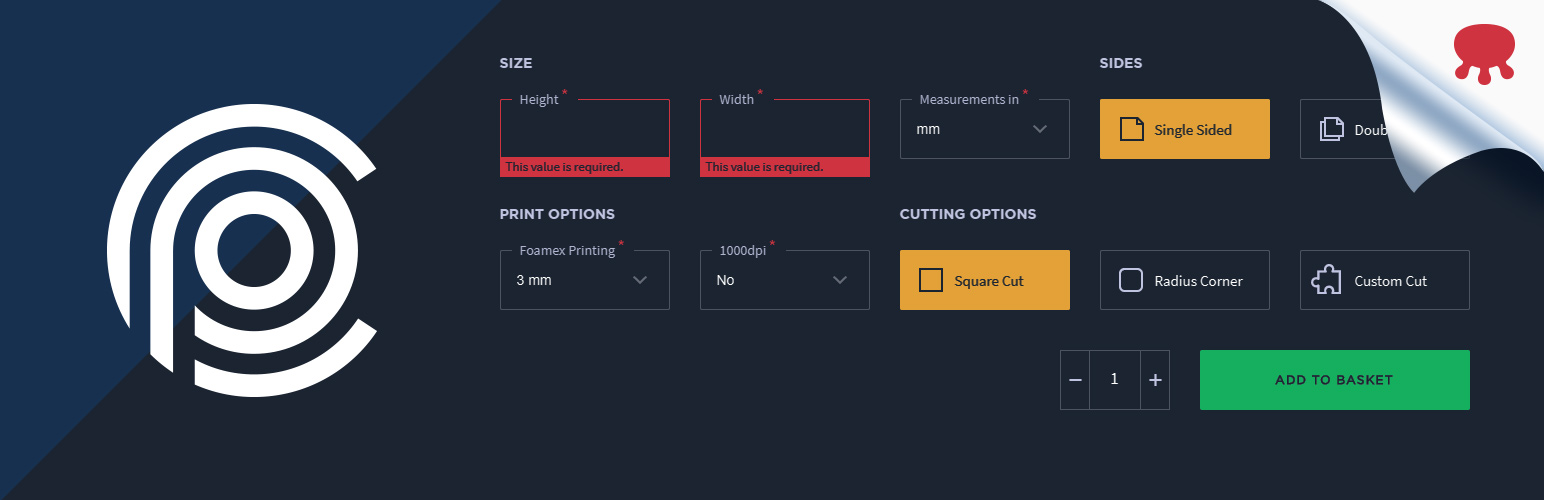 SIZE
SIDES
Height *
Width *
Measurements in *
mm
Single Sided
Doub
This value is required.
This value is required.
PRINT OPTIONS
CUTTING OPTIONS
Foamex Printing *
1000dpi *
3 mm
No
Square Cut
Radius Corner
Custom Cut
− 1 +
ADD TO BASKET